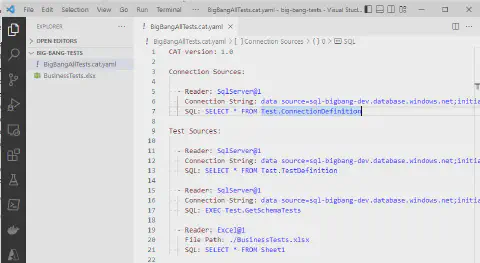 File Edit Selection View Go ... BigBangAllTests.cat.yaml - big-bang-tests - Visual Stud
EXPLORER ...
OPEN EDITORS
BIG-BANG-TESTS
! BigBangAllTests.cat.yaml
BusinessTests.xlsx
! BigBangAllTests.cat.yaml ×
! BigBangAllTests.cat.yaml > [ ] Connection Sources: > { } 0 > SQL
1 CAT version: 1.0
2
3 Connection Sources:
4
5 - Reader: SqlServer@1
6 Connection String: data source=sql-bigbang-dev.database.windows.net;initia
7 SQL: SELECT * FROM Test.ConnectionDefinition
8
9 Test Sources:
10
11 - Reader: SqlServer@1
12 Connection String: data source=sql-bigbang-dev.database.windows.net;initia
13 SQL: SELECT * FROM Test.TestDefinition
14
15 - Reader: SqlServer@1
16 Connection String: data source=sql-bigbang-dev.database.windows.net;initia
17 SQL: EXEC Test.GetSchemaTests
18
19 - Reader: Excel@1
20 File Path: ./BusinessTests.xlsx
21 SQL: SELECT * FROM Sheet1